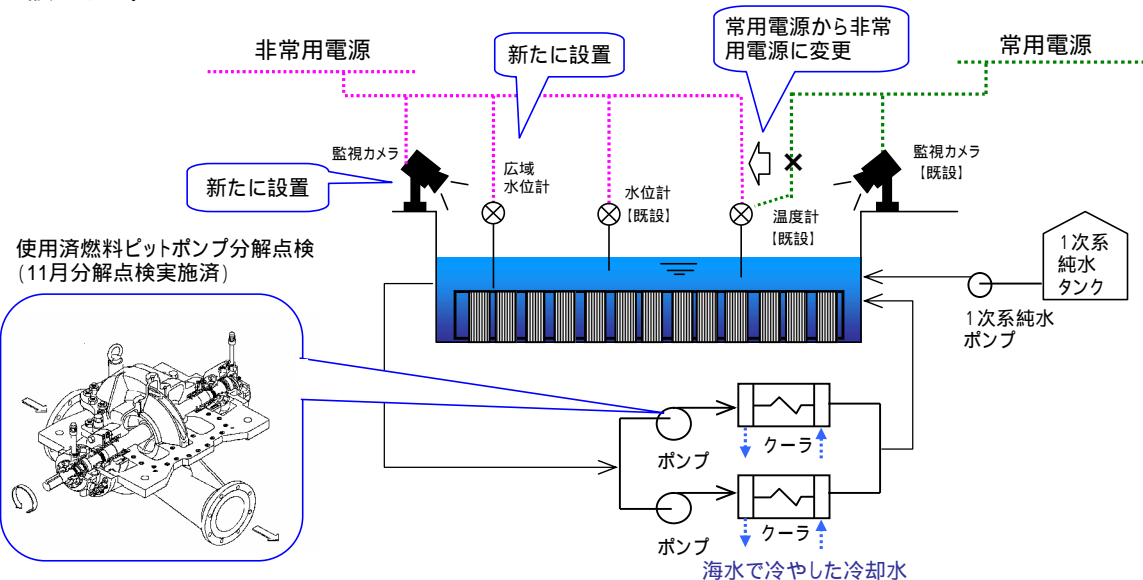 非常用電源
新たに設置
常用電源から非常
用電源に変更
常用電源
監視カメラ
新たに設置
広域
水位計
水位計
【既設】
温度計
【既設】
監視カメラ
【既設】
使用済燃料ピットポンプ分解点検
(11月分解点検実施済)
1次系
純水
タンク
1次系純水
ポンプ
ポンプ
クーラ
ポンプ
クーラ
海水で冷やした冷却水